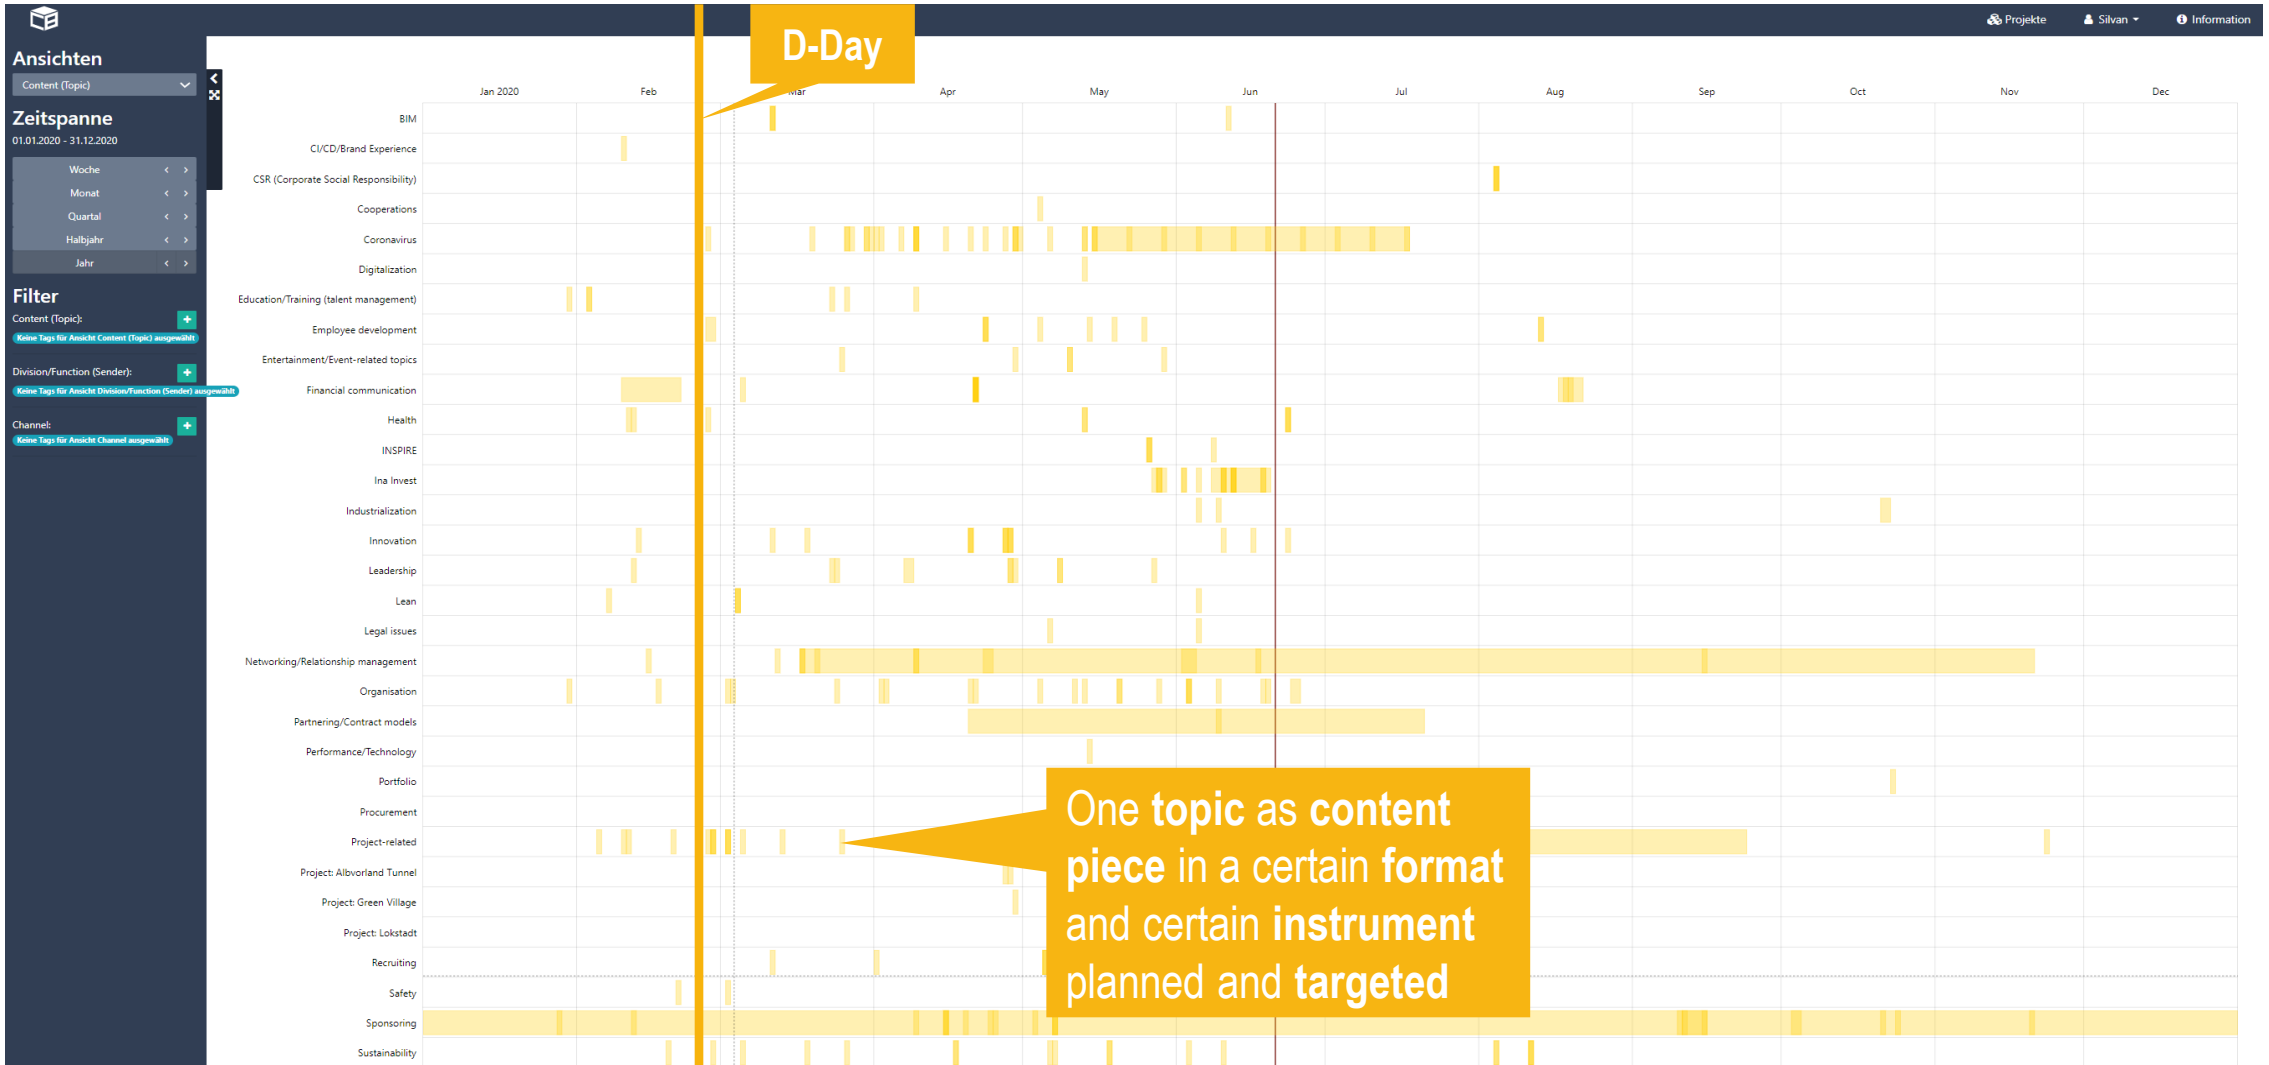 Projekte
Silvan
Information
D-Day
Ansichten
Content (Topic)
Zeitspanne
01.01.2020 - 31.12.2020
Woche
Monat
Quartal
Halbjahr
Jahr
Filter
Content (Topic):
Keine Tags für Ansicht Content (Topic) ausgewählt
Division/Function (Sender):
Keine Tags für Ansicht Division/Function (Sender) ausgewählt
Channel:
Keine Tags für Ansicht Channel ausgewählt
Jan 2020 Feb Mar Apr May Jun Jul Aug Sep Oct Nov Dec
BIM
CI/CD/Brand Experience
CSR (Corporate Social Responsibility)
Cooperations
Coronavirus
Digitalization
Education/Training (talent management)
Employee development
Entertainment/Event-related topics
Financial communication
Health
INSPIRE
Ina Invest
Industrialization
Innovation
Leadership
Lean
Legal issues
Networking/Relationship management
Organisation
Partnering/Contract models
Performance/Technology
Portfolio
Procurement
Project-related
Project: Albvorland Tunnel
Project: Green Village
Project: Lokstadt
Recruiting
Safety
Sponsoring
Sustainability
One topic as content
piece in a certain format
and certain instrument
planned and targeted